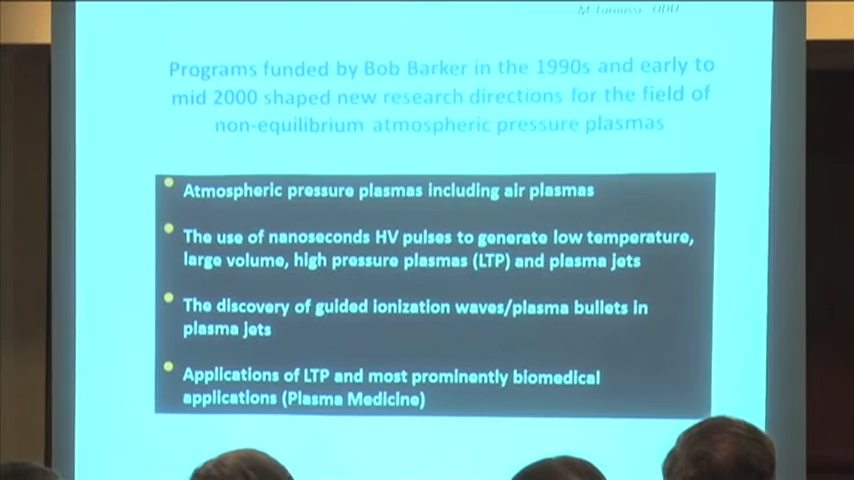 Programs funded by Bob Barker in the 1990s and early to
mid 2000 shaped new research directions for the field of
non-equilibrium atmospheric pressure plasmas
Atmospheric pressure plasmas including air plasmas
The use of nanoseconds HV pulses to generate low temperature,
large volume, high pressure plasmas (LTP) and plasma jets
The discovery of guided ionization waves/plasma bullets in
plasma jets
Applications of LTP and most prominently biomedical
applications (Plasma Medicine)